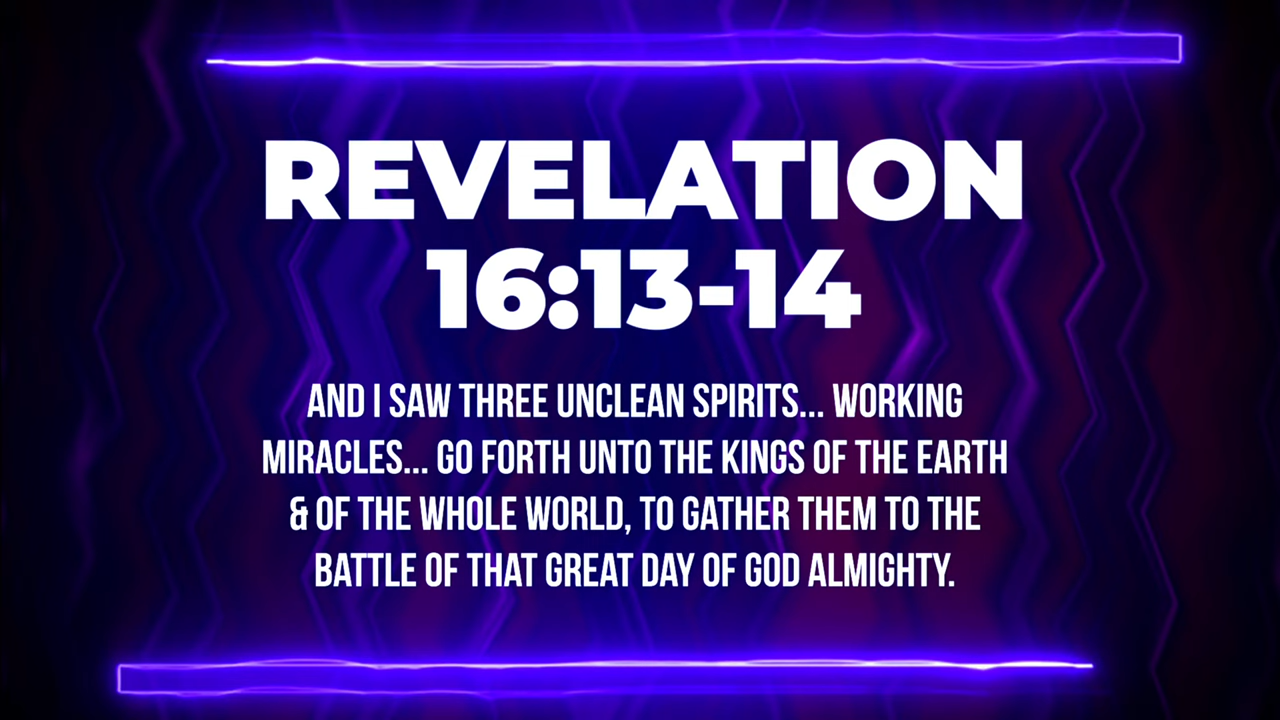 REVELATION
16:13-14
AND I SAW THREE UNCLEAN SPIRITS... WORKING
MIRACLES... GO FORTH UNTO THE KINGS OF THE EARTH
& OF THE WHOLE WORLD, TO GATHER THEM TO THE
BATTLE OF THAT GREAT DAY OF GOD ALMIGHTY.